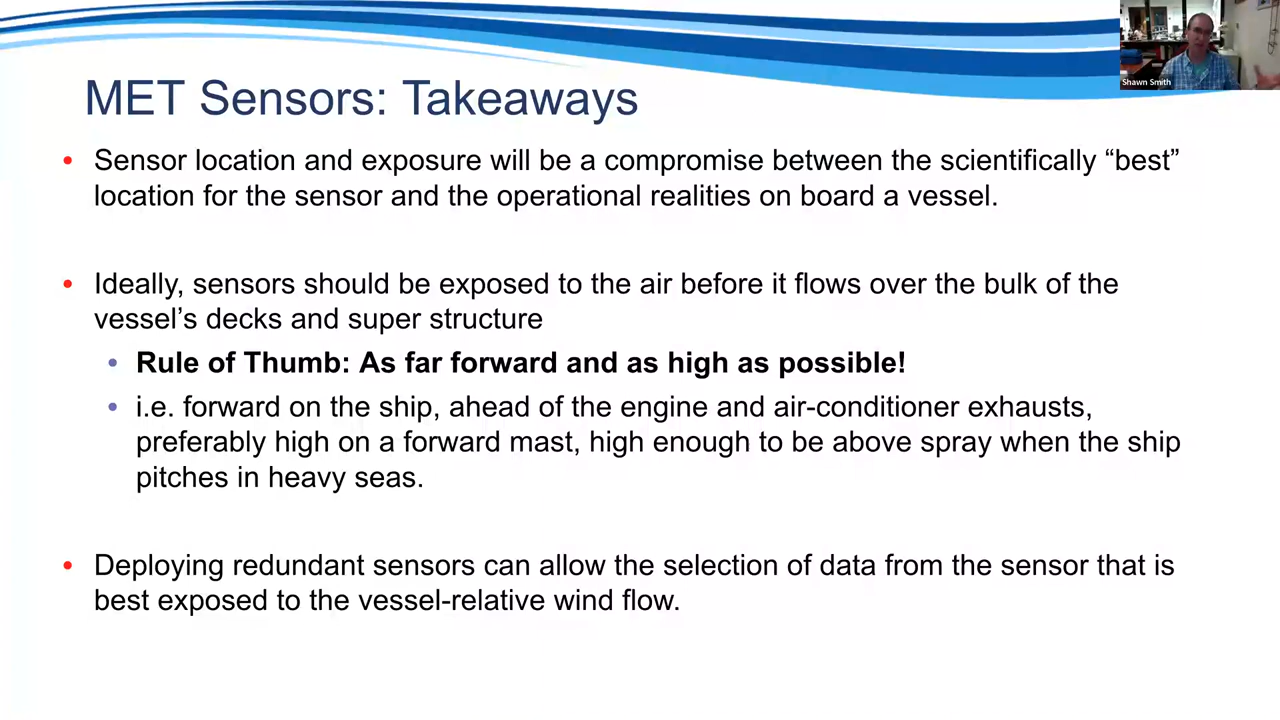 MET Sensors: Takeaways
Shawn Smith
• Sensor location and exposure will be a compromise between the scientifically “best”
location for the sensor and the operational realities on board a vessel.
• Ideally, sensors should be exposed to the air before it flows over the bulk of the
vessel’s decks and super structure
• Rule of Thumb: As far forward and as high as possible!
• i.e. forward on the ship, ahead of the engine and air-conditioner exhausts,
preferably high on a forward mast, high enough to be above spray when the ship
pitches in heavy seas.
• Deploying redundant sensors can allow the selection of data from the sensor that is
best exposed to the vessel-relative wind flow.